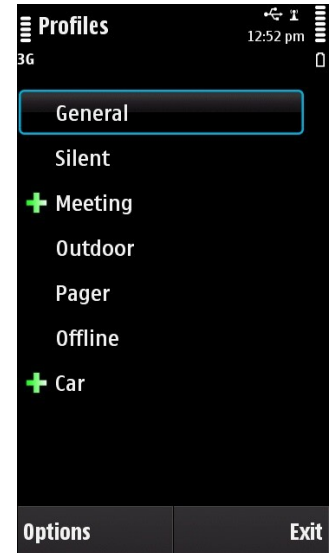 Profiles
12:52 pm
3G
General
Silent
Meeting
Outdoor
Pager
Offline
Car
Options Exit